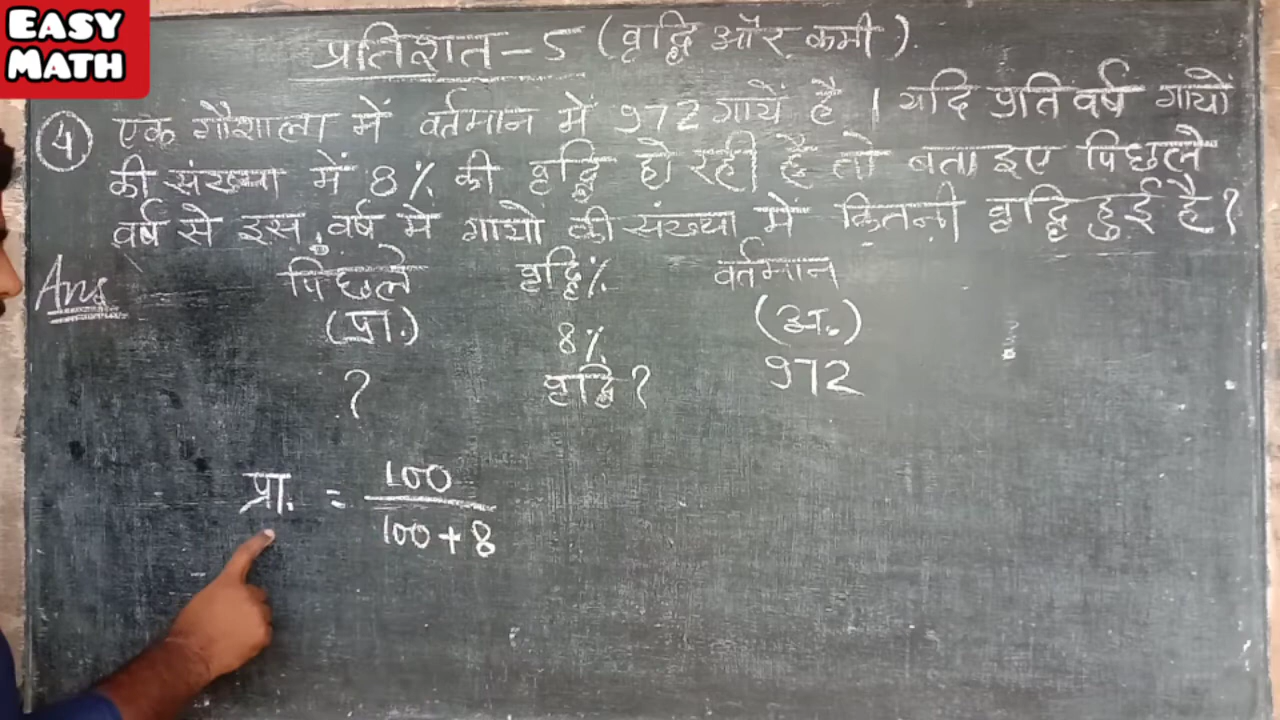 EASY
MATH
प्रतिशत-5 (वृद्धि और कमी).
④ एक गौशाला में वर्तमान में 972 गायें है। यदि प्रति वर्ष गायों
की संख्या में 8% की वृद्धि हो रही है तो बताइए पिछले
वर्ष से इस वर्ष में गायो की संख्या में कितनी वृद्धि हुई है?
Ans
पिछले वृद्धि% वर्तमान
(प्रा.) 8% (अ.)
? वृद्धि? 972
प्रा. = 100
100+8